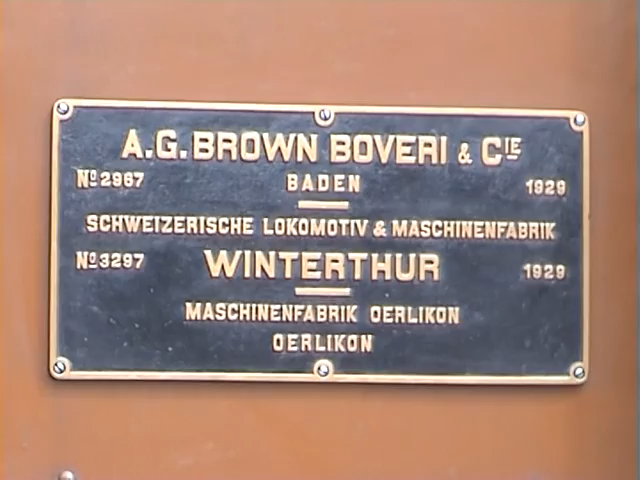 A.G. BROWN BOVERI & CIE
No 2967 BADEN 1929
SCHWEIZERISCHE LOKOMOTIV & MASCHINENFABRIK
No 3297 WINTERTHUR 1929
MASCHINENFABRIK OERLIKON
OERLIKON